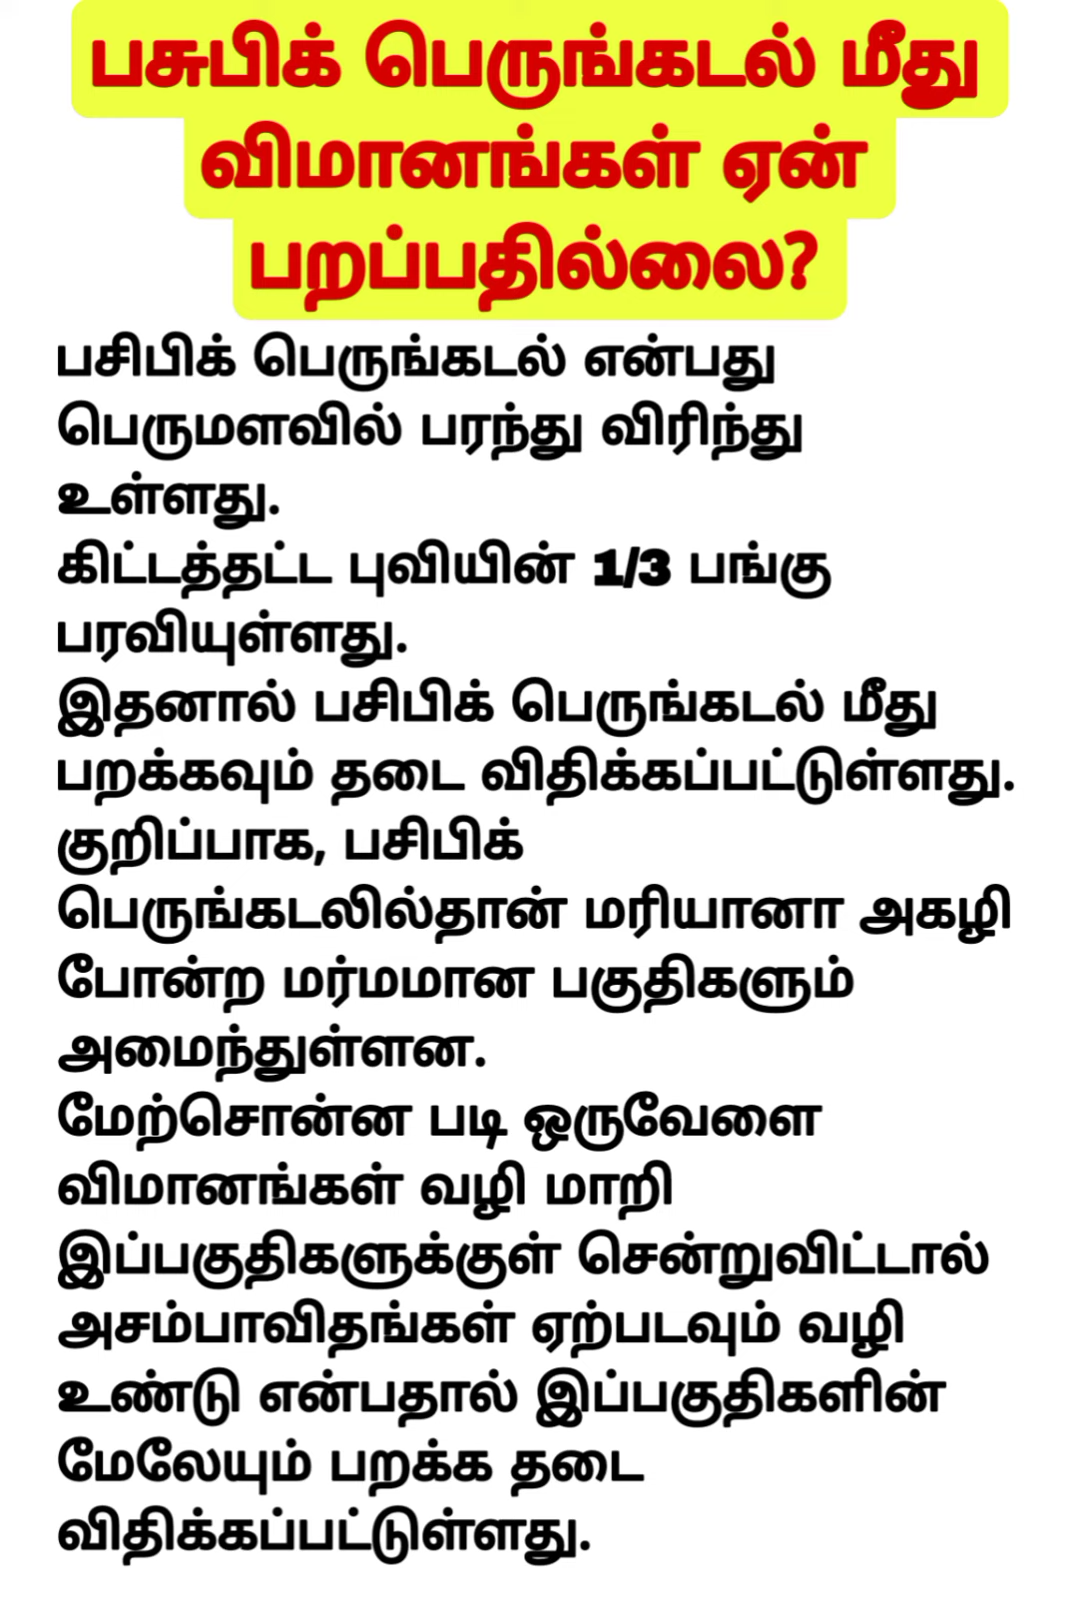 பசுபிக் பெருங்கடல் மீது
விமானங்கள் ஏன்
பறப்பதில்லை?
பசிபிக் பெருங்கடல் என்பது
பெருமளவில் பரந்து விரிந்து
உள்ளது.
கிட்டத்தட்ட புவியின் 1/3 பங்கு
பரவியுள்ளது.
இதனால் பசிபிக் பெருங்கடல் மீது
பறக்கவும் தடை விதிக்கப்பட்டுள்ளது.
குறிப்பாக, பசிபிக்
பெருங்கடலில்தான் மரியானா அகழி
போன்ற மர்மமான பகுதிகளும்
அமைந்துள்ளன.
மேற்சொன்ன படி ஒருவேளை
விமானங்கள் வழி மாறி
இப்பகுதிகளுக்குள் சென்றுவிட்டால்
அசம்பாவிதங்கள் ஏற்படவும் வழி
உண்டு என்பதால் இப்பகுதிகளின்
மேலேயும் பறக்க தடை
விதிக்கப்பட்டுள்ளது.